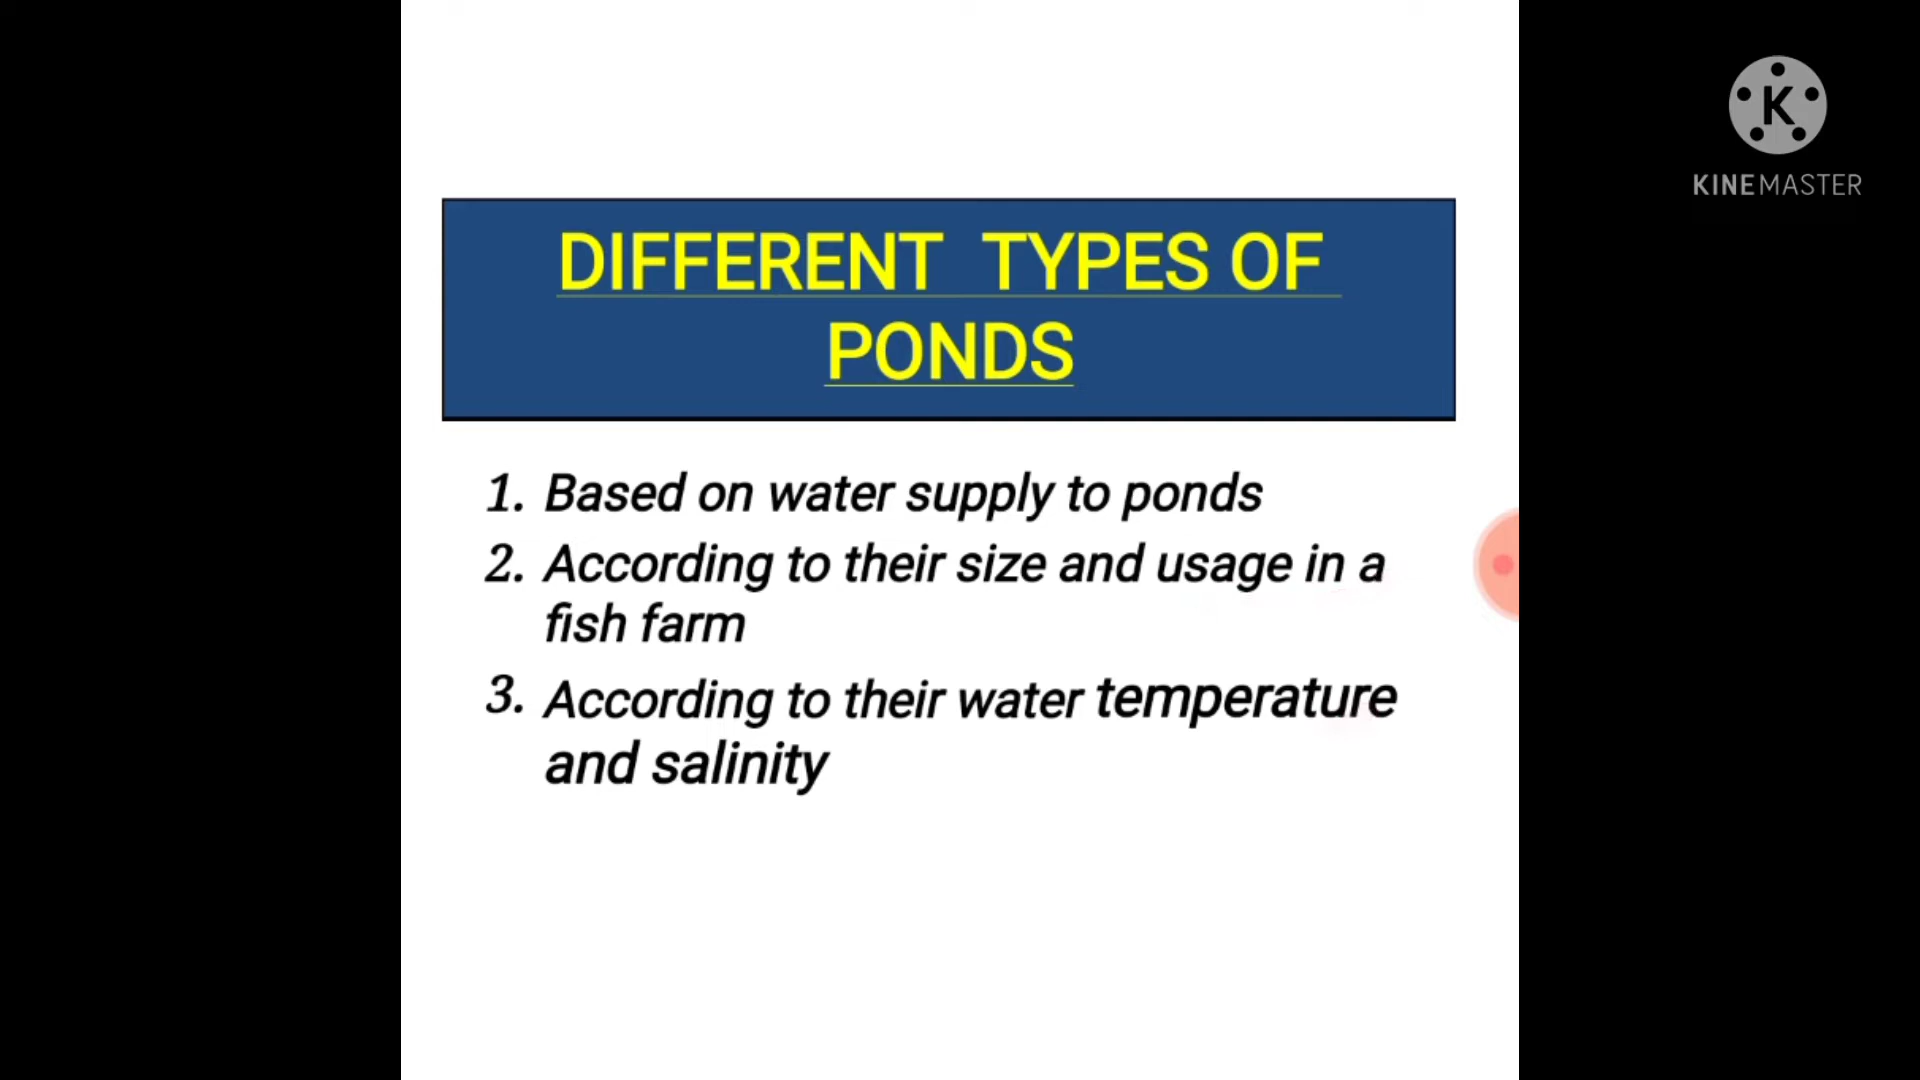 K
KINEMASTER
DIFFERENT TYPES OF
PONDS
1. Based on water supply to ponds
2. According to their size and usage in a
fish farm
3. According to their water temperature
and salinity